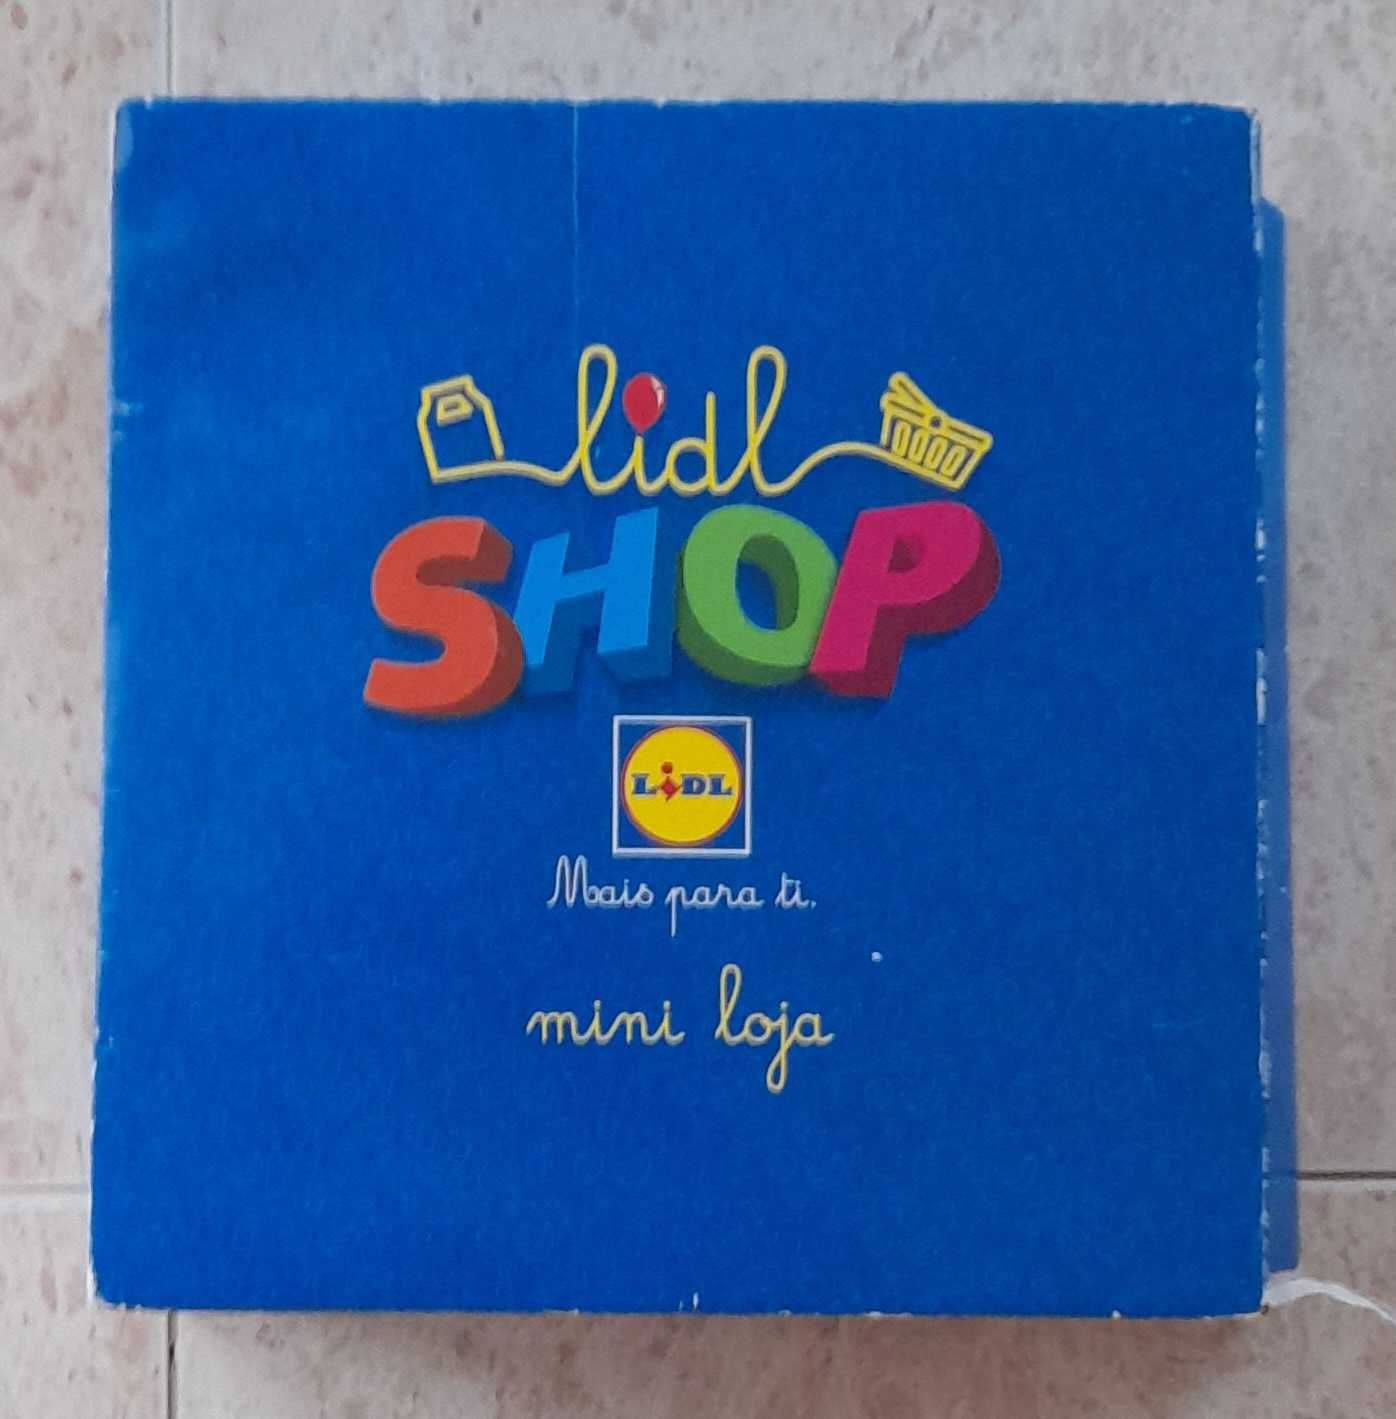 lidl
SHOP
LiDL
Mais para ti.
mini loja